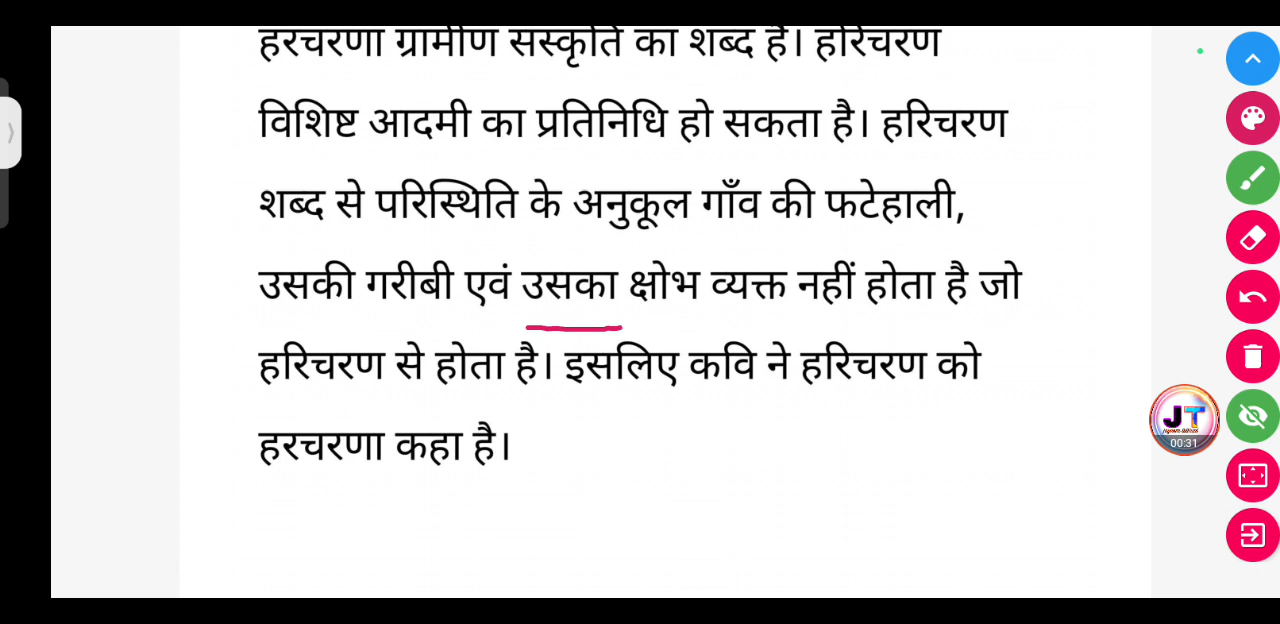 हरचरणा ग्रामीण संस्कृति का शब्द है। हरिचरण
विशिष्ट आदमी का प्रतिनिधि हो सकता है। हरिचरण
शब्द से परिस्थिति के अनुकूल गाँव की फटेहाली,
उसकी गरीबी एवं उसका क्षोभ व्यक्त नहीं होता है जो
हरिचरण से होता है। इसलिए कवि ने हरिचरण को
हरचरणा कहा है।
JT
00:31